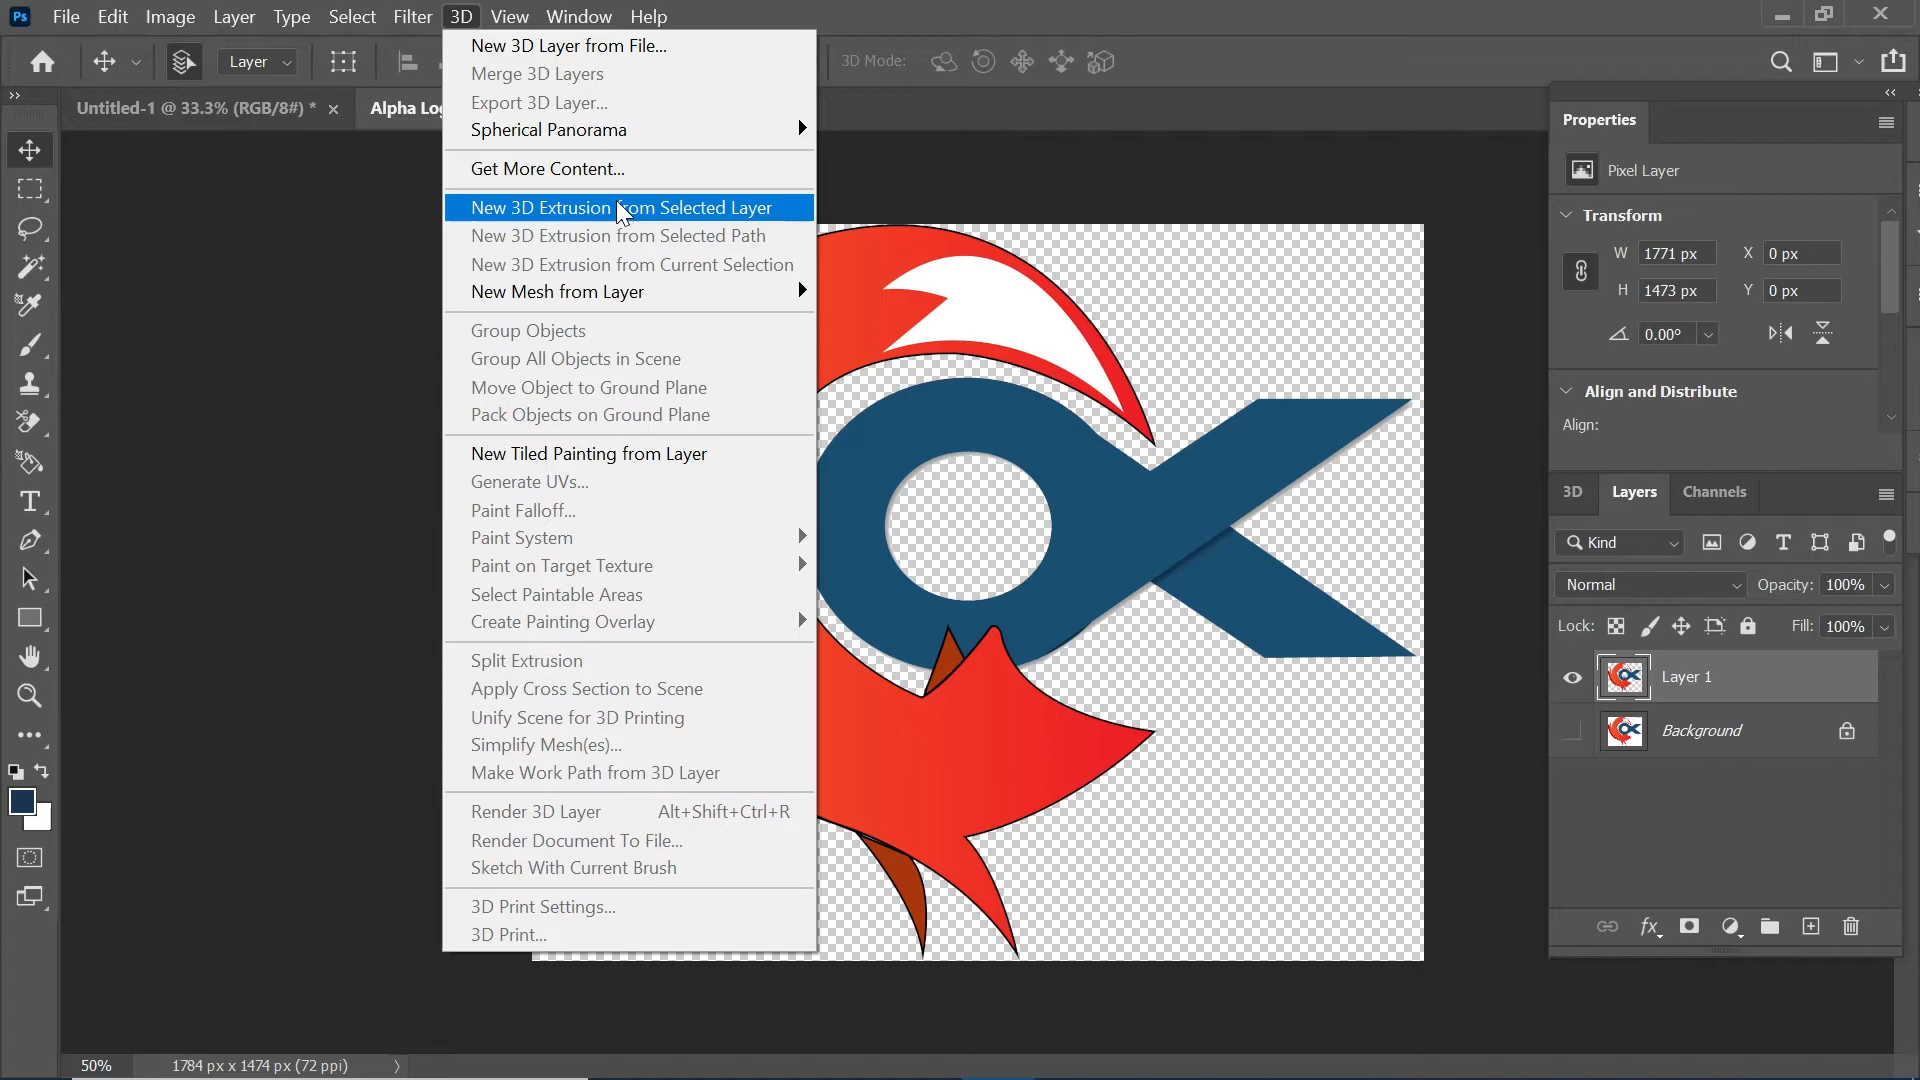 Ps File Edit Image Layer Type Select Filter 3D View Window Help
Layer
3D Mode:
Untitled-1 @ 33.3% (RGB/8#) *
Alpha Lo
New 3D Layer from File...
Merge 3D Layers
Export 3D Layer...
Spherical Panorama
Get More Content...
New 3D Extrusion from Selected Layer
New 3D Extrusion from Selected Path
New 3D Extrusion from Current Selection
New Mesh from Layer
Group Objects
Group All Objects in Scene
Move Object to Ground Plane
Pack Objects on Ground Plane
New Tiled Painting from Layer
Generate UVs...
Paint Falloff...
Paint System
Paint on Target Texture
Select Paintable Areas
Create Painting Overlay
Split Extrusion
Apply Cross Section to Scene
Unify Scene for 3D Printing
Simplify Mesh(es)...
Make Work Path from 3D Layer
Render 3D Layer Alt+Shift+Ctrl+R
Render Document To File...
Sketch With Current Brush
3D Print Settings...
3D Print...
Properties
Pixel Layer
Transform
W 1771 px X 0 px
H 1473 px Y 0 px
0.00°
Align and Distribute
Align:
3D Layers Channels
Kind
Normal Opacity: 100%
Lock: Fill: 100%
Layer 1
Background
fx
50% 1784 px x 1474 px (72 ppi)